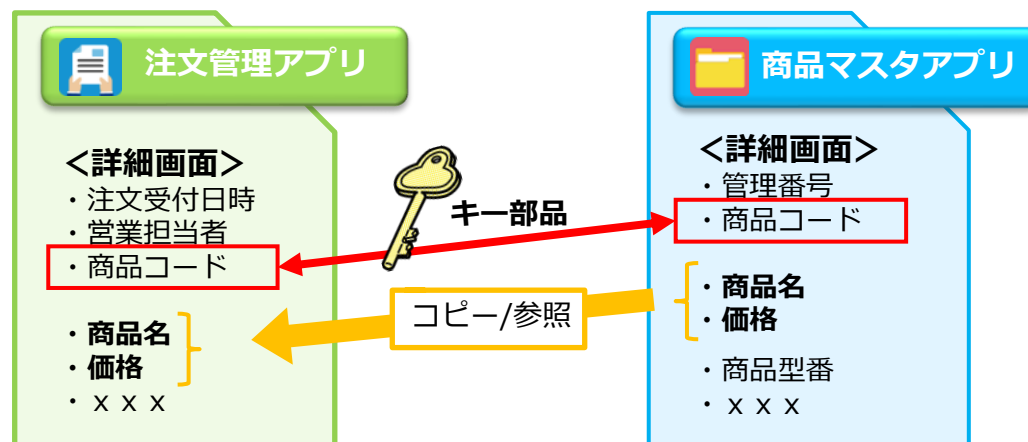 注文管理アプリ
＜詳細画面＞
・注文受付日時
・営業担当者
・商品コード
・商品名
・価格
・ｘｘｘ
キー部品
コピー/参照
商品マスタアプリ
＜詳細画面＞
・管理番号
・商品コード
・商品名
・価格
・商品型番
・ｘｘｘ